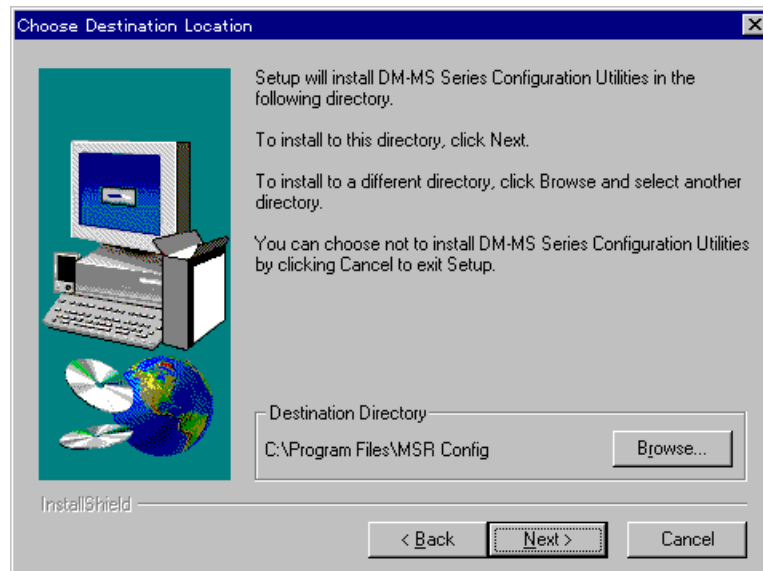 Choose Destination Location
Setup will install DM-MS Series Configuration Utilities in the
following directory.
To install to this directory, click Next.
To install to a different directory, click Browse and select another
directory.
You can choose not to install DM-MS Series Configuration Utilities
by clicking Cancel to exit Setup.
Destination Directory
C:\Program Files\MSR Config
Browse...
InstallShield
< Back
Next >
Cancel